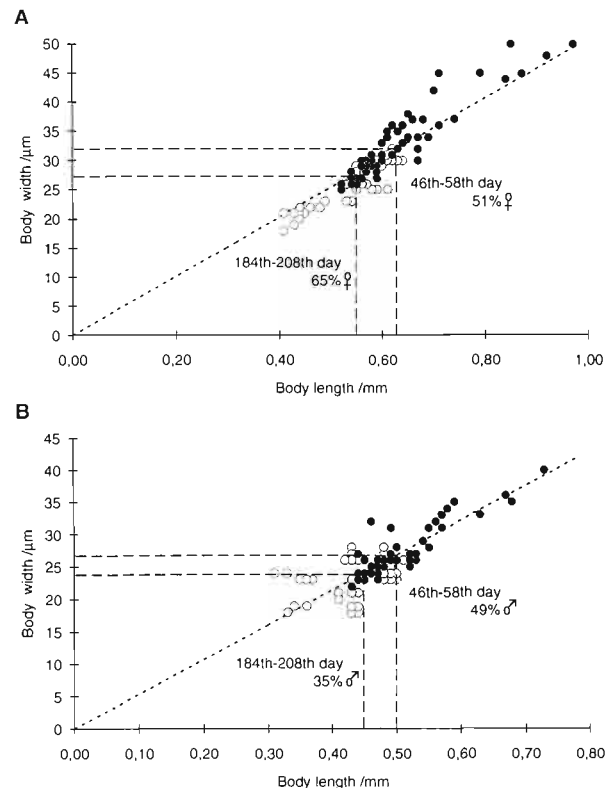 A
50
45
40
35
30
25
20
15
10
5
0
Body width /µm
46th-58th day
51%♀
184th-208th day
65%♀
0,00 0,20 0,40 0,60 0,80 1,00
Body length /mm
B
45
40
35
30
25
20
15
10
5
0
Body width/µm
46th-58th day
49%♂
184th-208th day
35%♂
0,00 0,10 0,20 0,30 0,40 0,50 0,60 0,70 0,80
Body length /mm